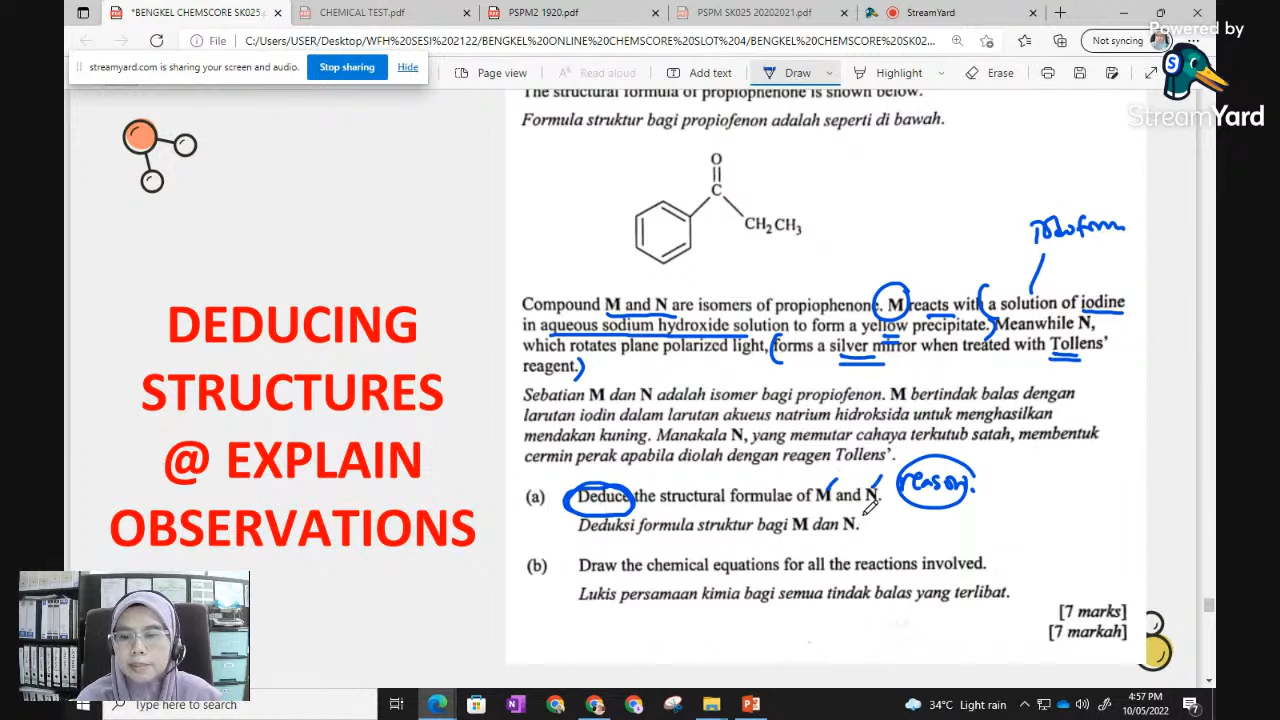 *BENGKEL CHEMSCORE SK025
CHEMICAL TEST.pdf
PSPM2 1920.pdf
PSPM SK025 20202021.pdf
StreamYard
File
C:/Users/USER/Desktop/WFH%20SESI%...BENGKEL%20ONLINE%20CHEMSCORE%20SLOT%204/BENGKEL%20CHEMSCORE%20SK02...
Not syncing
Powered by
StreamYard
streamyard.com is sharing your screen and audio.
Stop sharing
Hide
Page view
Read aloud
Add text
Draw
Highlight
Erase
The structural formula of propiophenone is shown below.
Formula struktur bagi propiofenon adalah seperti di bawah.
O
C
CH2CH3
Iodoform
Compound M and N are isomers of propiophenone. M reacts with a solution of iodine
in aqueous sodium hydroxide solution to form a yellow precipitate. Meanwhile N,
which rotates plane polarized light, forms a silver mirror when treated with Tollens'
reagent.
Sebatian M dan N adalah isomer bagi propiofenon. M bertindak balas dengan
larutan iodin dalam larutan akueus natrium hidroksida untuk menghasilkan
mendakan kuning. Manakala N, yang memutar cahaya terkutub satah, membentuk
cermin perak apabila diolah dengan reagen Tollens'.
(a) Deduce the structural formulae of M and N. reason.
Deduksi formula struktur bagi M dan N.
(b) Draw the chemical equations for all the reactions involved.
Lukis persamaan kimia bagi semua tindak balas yang terlibat.
[7 marks]
[7 markah]
DEDUCING
STRUCTURES
@ EXPLAIN
OBSERVATIONS
Type here to search
34°C Light rain
4:57 PM
10/05/2022